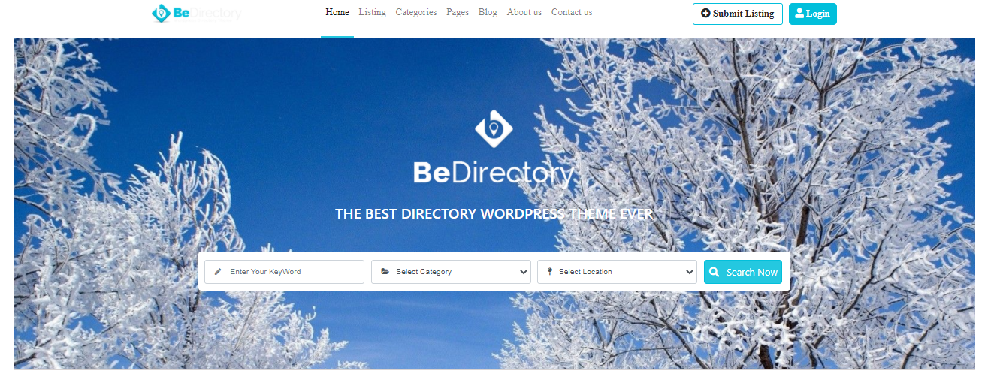 BeDirectory
Home Listing Categories Pages Blog About us Contact us
Submit Listing
Login
BeDirectory
THE BEST DIRECTORY WORDPRESS THEME EVER
Enter Your KeyWord
Select Category
Select Location
Search Now